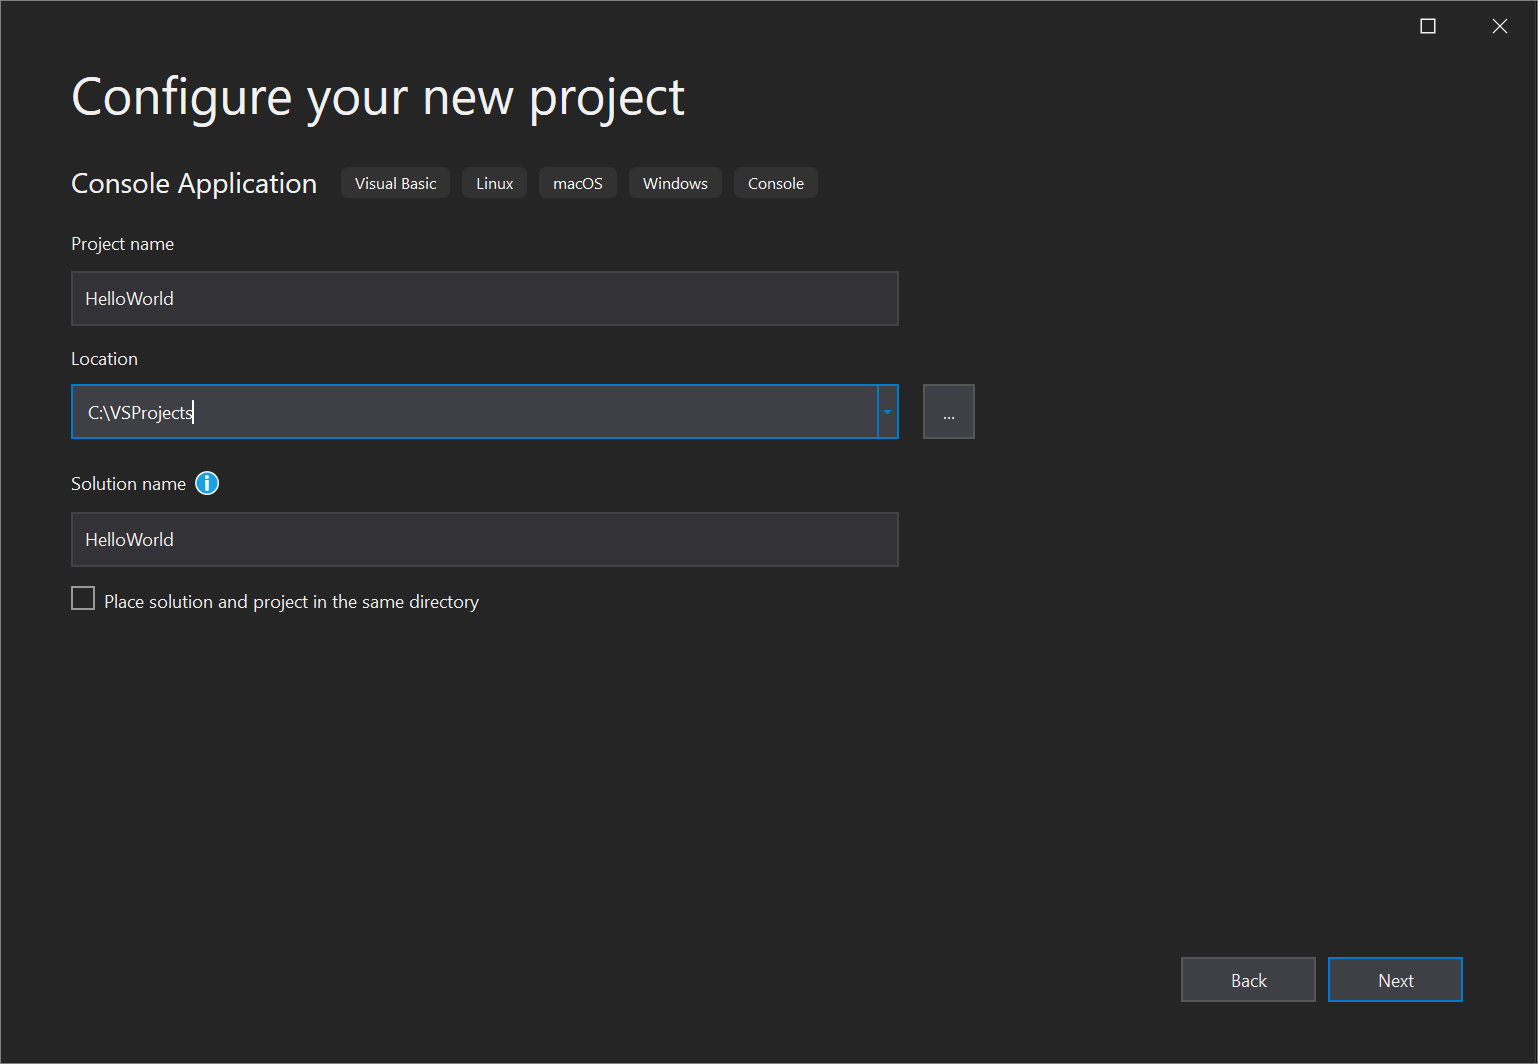 Configure your new project
Console Application Visual Basic Linux macOS Windows Console
Project name
HelloWorld
Location
C:\VSProjects
...
Solution name
HelloWorld
Place solution and project in the same directory
Back Next